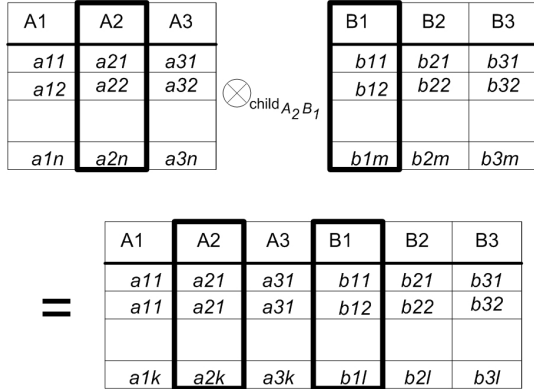 A1 A2 A3 B1 B2 B3
a11 a21 a31 b11 b21 b31
a12 a22 a32 ⊗child A2 B1 b12 b22 b32
a1n a2n a3n b1m b2m b3m
A1 A2 A3 B1 B2 B3
a11 a21 a31 b11 b21 b31
= a11 a21 a31 b12 b22 b32
a1k a2k a3k b1l b2l b3l